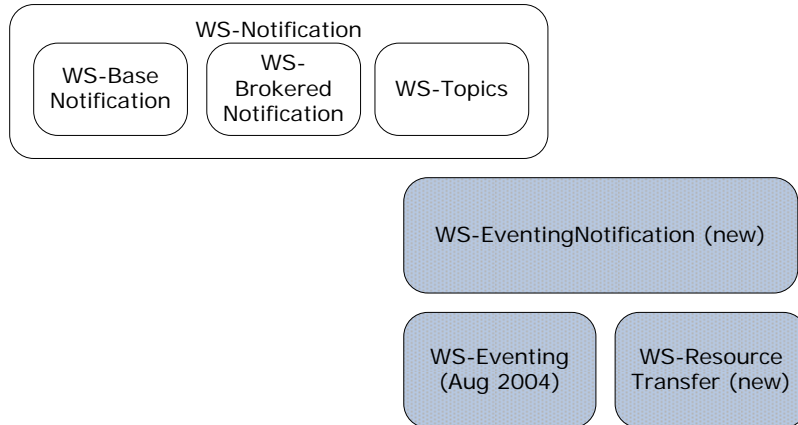 WS-Notification
WS-Base
Notification
WS-
Brokered
Notification
WS-Topics
WS-EventingNotification (new)
WS-Eventing
(Aug 2004)
WS-Resource
Transfer (new)